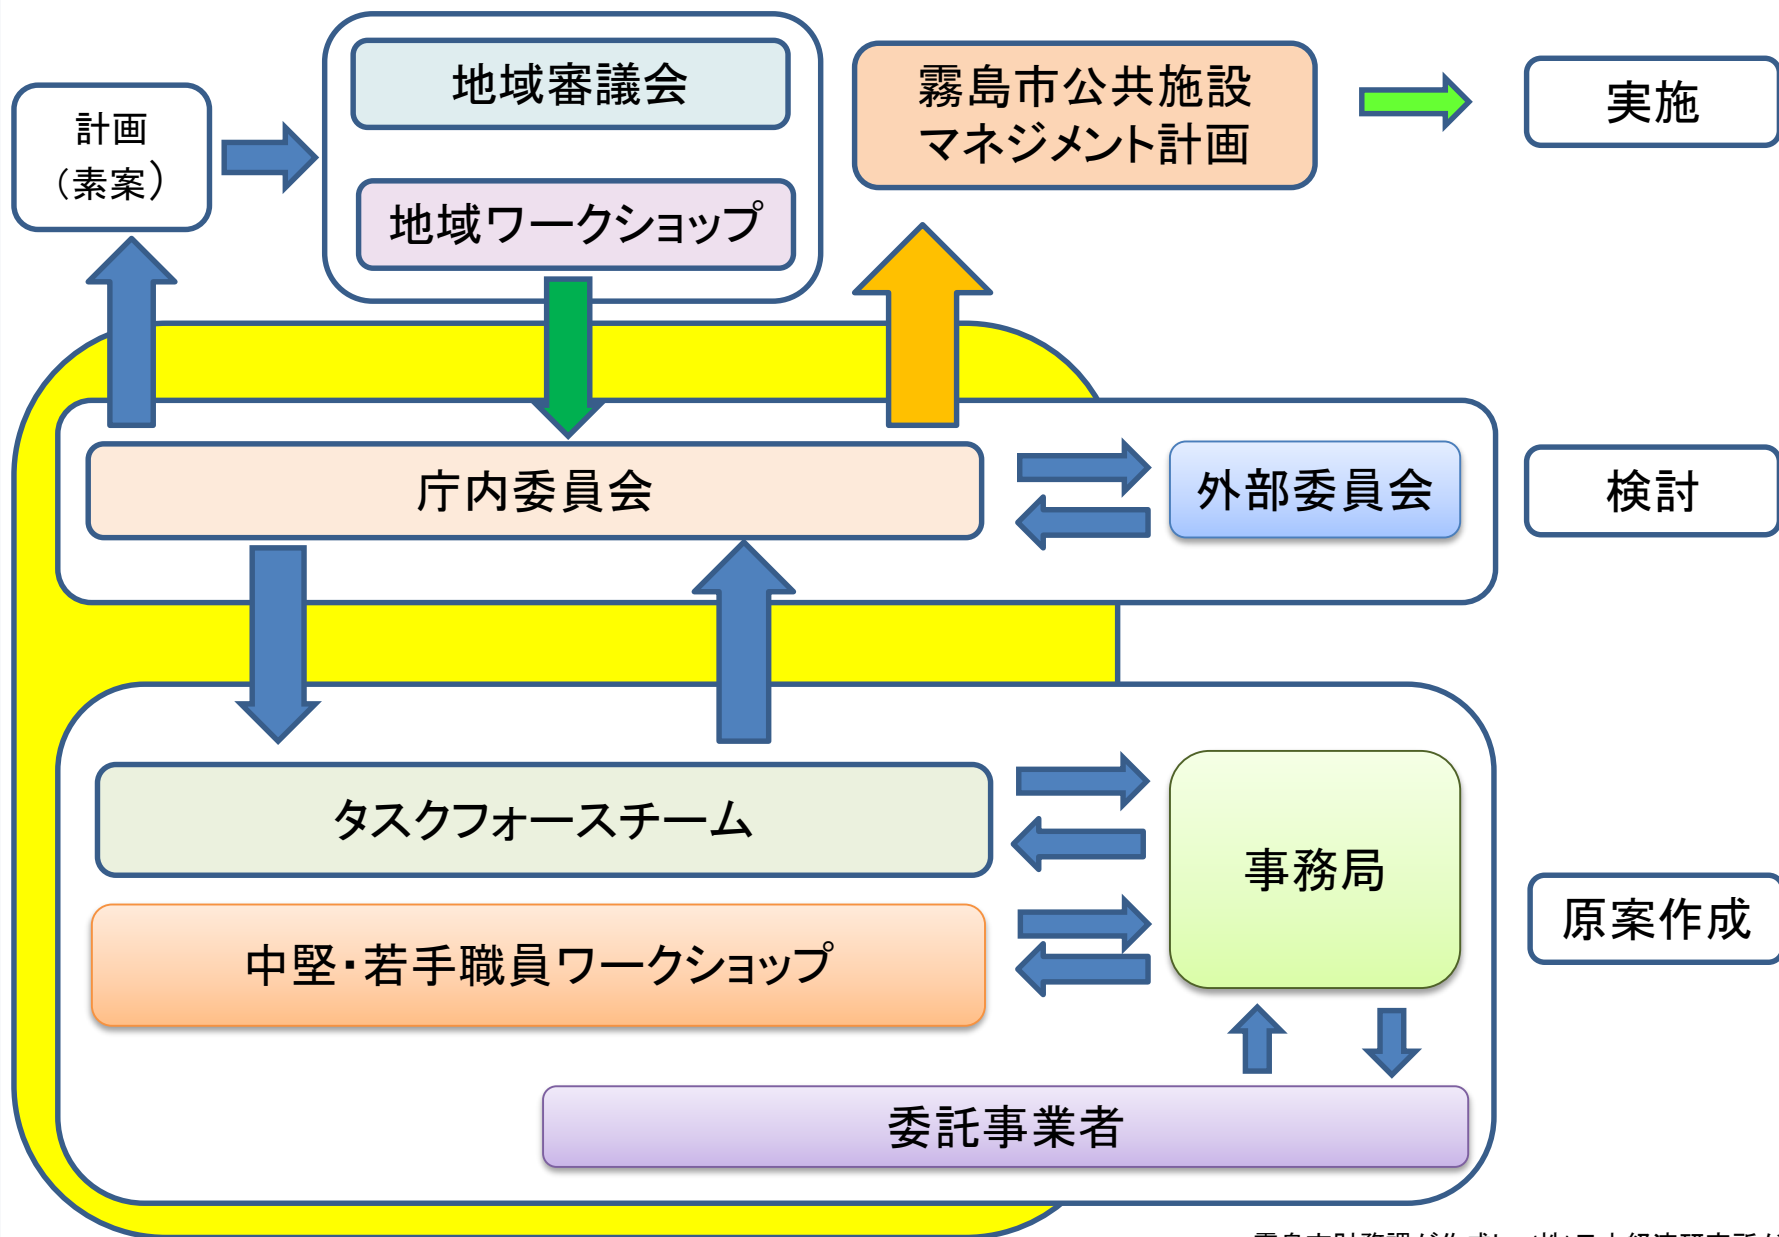 計画
（素案）
地域審議会
地域ワークショップ
霧島市公共施設
マネジメント計画
実施
庁内委員会
外部委員会
検討
タスクフォースチーム
事務局
中堅・若手職員ワークショップ
原案作成
委託事業者